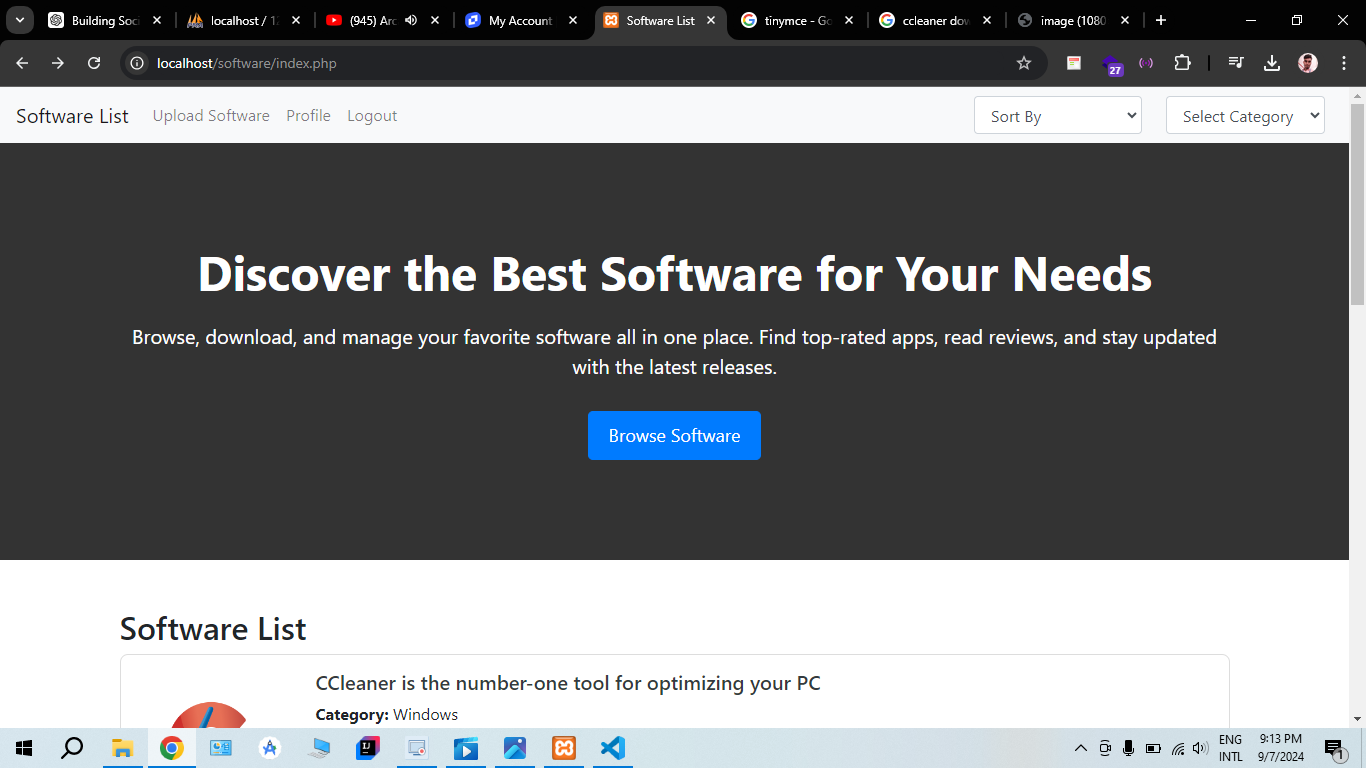 Building Soci
localhost / 12
(945) Arc
My Account
Software List
tinymce - Go
ccleaner dow
image (1080
localhost/software/index.php
27
Software List
Upload Software
Profile
Logout
Sort By
Select Category
Discover the Best Software for Your Needs
Browse, download, and manage your favorite software all in one place. Find top-rated apps, read reviews, and stay updated
with the latest releases.
Browse Software
Software List
CCleaner is the number-one tool for optimizing your PC
Category: Windows
ENG
INTL
9:13 PM
9/7/2024
1